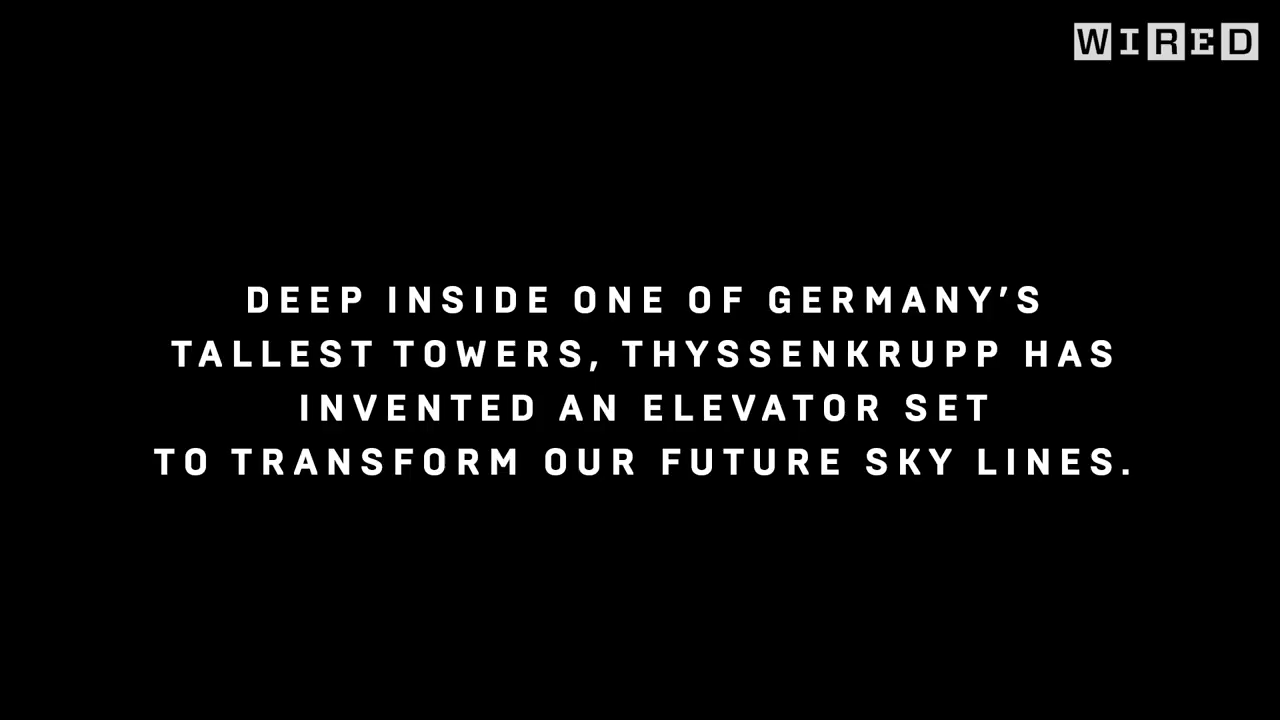 WIRED
DEEP INSIDE ONE OF GERMANY’S
TALLEST TOWERS, THYSSENKRUPP HAS
INVENTED AN ELEVATOR SET
TO TRANSFORM OUR FUTURE SKY LINES.